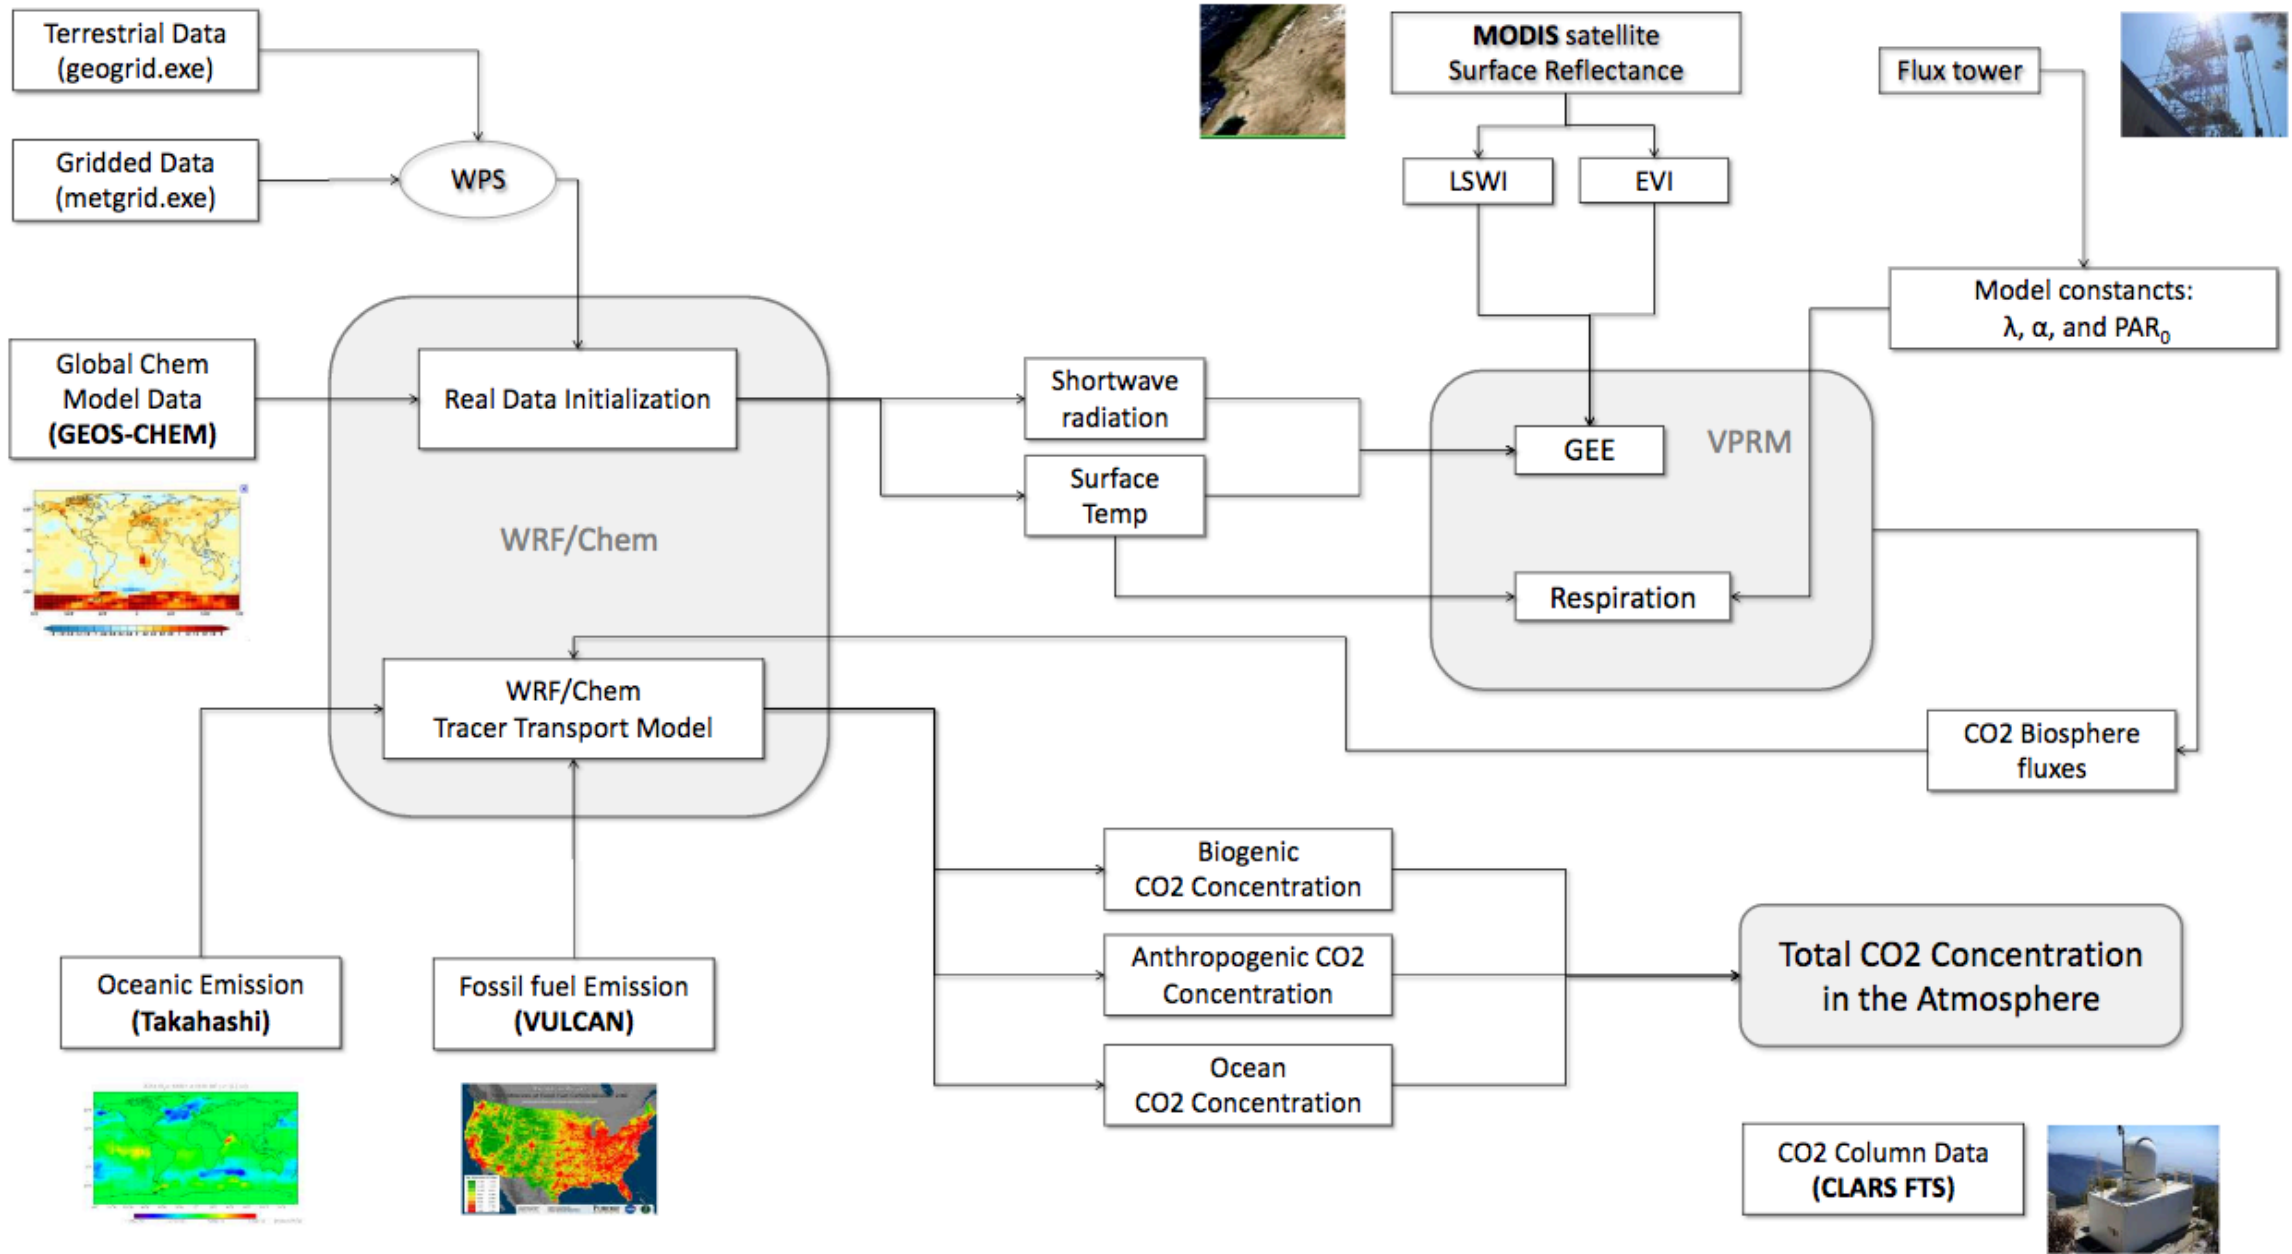 Terrestrial Data
(geogrid.exe)
Gridded Data
(metgrid.exe)
WPS
MODIS satellite
Surface Reflectance
LSWI
EVI
Flux tower
Model constancts:
λ, α, and PAR₀
Global Chem
Model Data
(GEOS-CHEM)
Real Data Initialization
WRF/Chem
Shortwave
radiation
Surface
Temp
GEE
VPRM
Respiration
WRF/Chem
Tracer Transport Model
CO2 Biosphere
fluxes
Biogenic
CO2 Concentration
Anthropogenic CO2
Concentration
Ocean
CO2 Concentration
Total CO2 Concentration
in the Atmosphere
Oceanic Emission
(Takahashi)
Fossil fuel Emission
(VULCAN)
CO2 Column Data
(CLARS FTS)